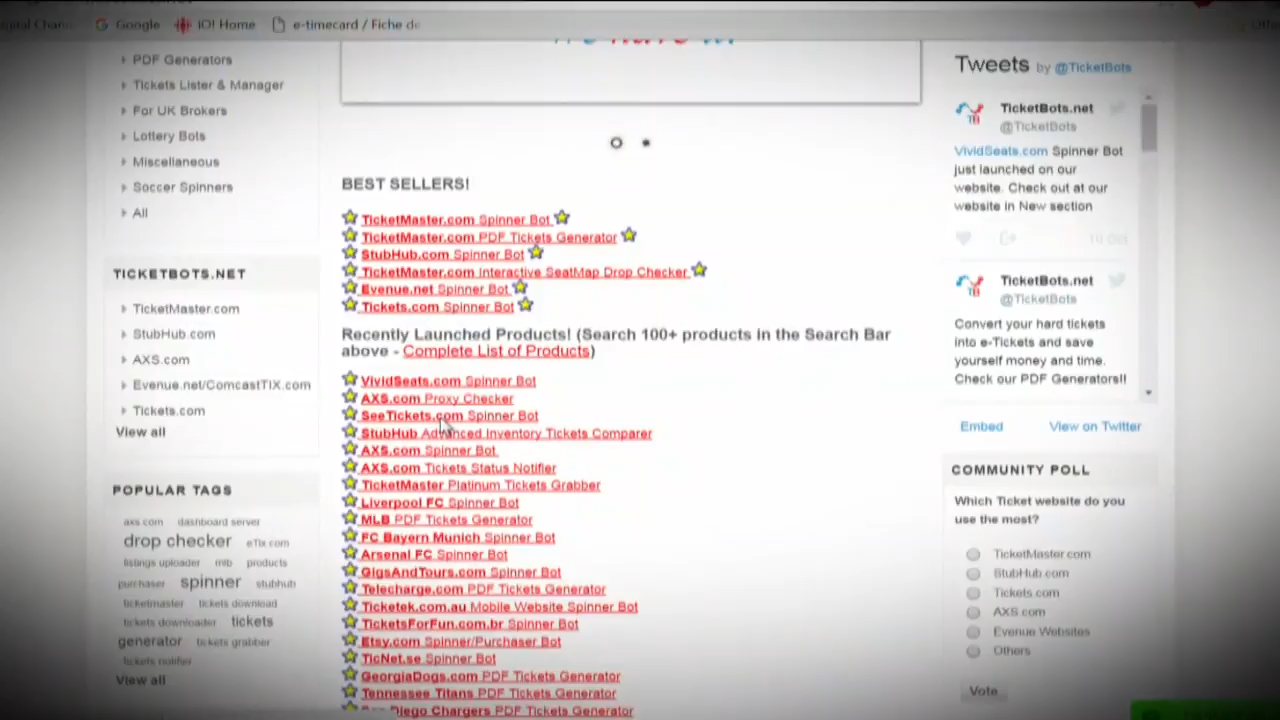 Google
IO! Home
e-timecard / Fiche de
PDF Generators
Tickets Lister & Manager
For UK Brokers
Lottery Bots
Miscellaneous
Soccer Spinners
All
TICKETBOTS.NET
TicketMaster.com
StubHub.com
AXS.com
Evenue.net/ComcastTIX.com
Tickets.com
View all
POPULAR TAGS
axs.com dashboard server
drop checker eTix.com
listings uploader mlb products
purchaser spinner stubhub
ticketmaster tickets download
tickets downloader tickets
generator tickets grabber
tickets notifier
View all
BEST SELLERS!
TicketMaster.com Spinner Bot
TicketMaster.com PDF Tickets Generator
StubHub.com Spinner Bot
TicketMaster.com Interactive SeatMap Drop Checker
Evenue.net Spinner Bot
Tickets.com Spinner Bot
Recently Launched Products! (Search 100+ products in the Search Bar
above - Complete List of Products)
VividSeats.com Spinner Bot
AXS.com Proxy Checker
SeeTickets.com Spinner Bot
StubHub Advanced Inventory Tickets Comparer
AXS.com Spinner Bot
AXS.com Tickets Status Notifier
TicketMaster Platinum Tickets Grabber
Liverpool FC Spinner Bot
MLB PDF Tickets Generator
FC Bayern Munich Spinner Bot
Arsenal FC Spinner Bot
GigsAndTours.com Spinner Bot
Telecharge.com PDF Tickets Generator
Ticketek.com.au Mobile Website Spinner Bot
TicketsForFun.com.br Spinner Bot
Etsy.com Spinner/Purchaser Bot
TicNet.se Spinner Bot
GeorgiaDogs.com PDF Tickets Generator
Tennessee Titans PDF Tickets Generator
Diego Chargers PDF Tickets Generator
Tweets by @TicketBots
TicketBots.net
@TicketBots
VividSeats.com Spinner Bot
just launched on our
website. Check out at our
website in New section
TicketBots.net
@TicketBots
Convert your hard tickets
into e-Tickets and save
yourself money and time.
Check our PDF Generators!!
Embed View on Twitter
COMMUNITY POLL
Which Ticket website do you
use the most?
TicketMaster.com
StubHub.com
Tickets.com
AXS.com
Evenue Websites
Others
Vote